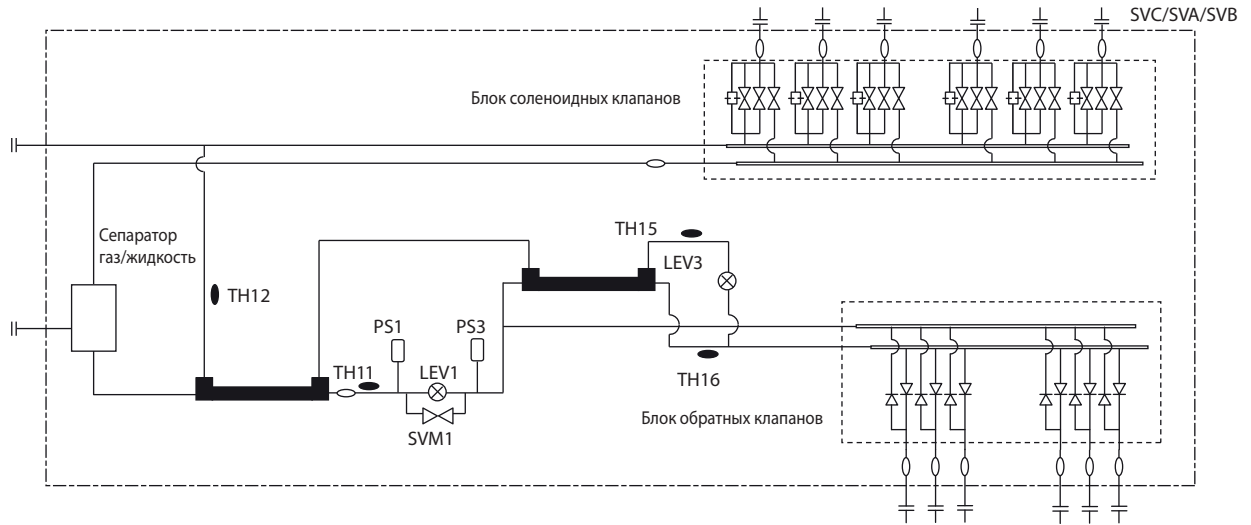 SVC/SVA/SVB
Блок соленоидных клапанов
Сепаратор
газ/жидкость
TH15
LEV3
TH12
PS1
PS3
TH11
LEV1
TH16
SVM1
Блок обратных клапанов